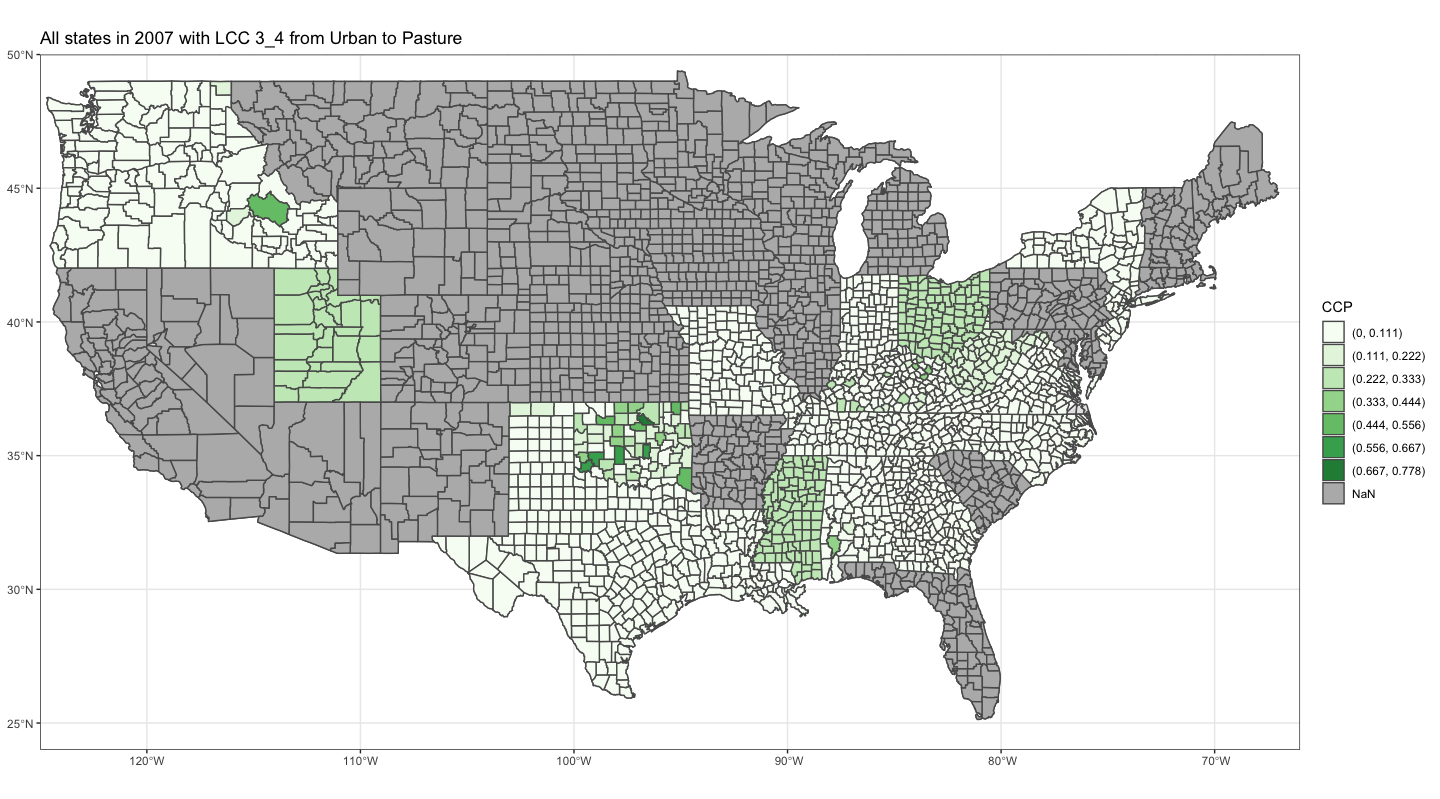 All states in 2007 with LCC 3_4 from Urban to Pasture
50°N
45°N
40°N
35°N
30°N
25°N
120°W
110°W
100°W
90°W
80°W
70°W
CCP
(0, 0.111)
(0.111, 0.222)
(0.222, 0.333)
(0.333, 0.444)
(0.444, 0.556)
(0.556, 0.667)
(0.667, 0.778)
NaN